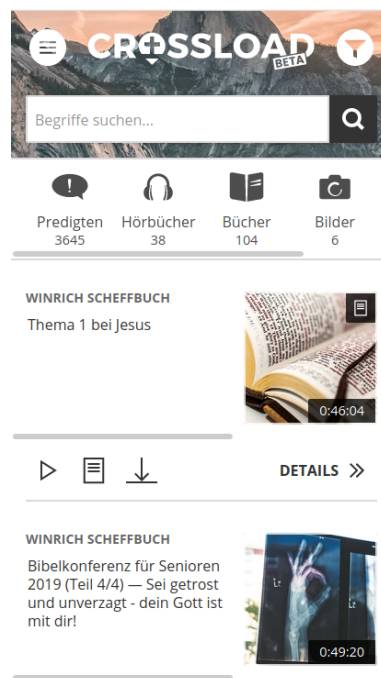 CROSSLOAD
BETA
Begriffe suchen...
Predigten
3645
Hörbücher
38
Bücher
104
Bilder
6
WINRICH SCHEFFBUCH
Thema 1 bei Jesus
0:46:04
DETAILS
WINRICH SCHEFFBUCH
Bibelkonferenz für Senioren
2019 (Teil 4/4) — Sei getrost
und unverzagt - dein Gott ist
mit dir!
0:49:20